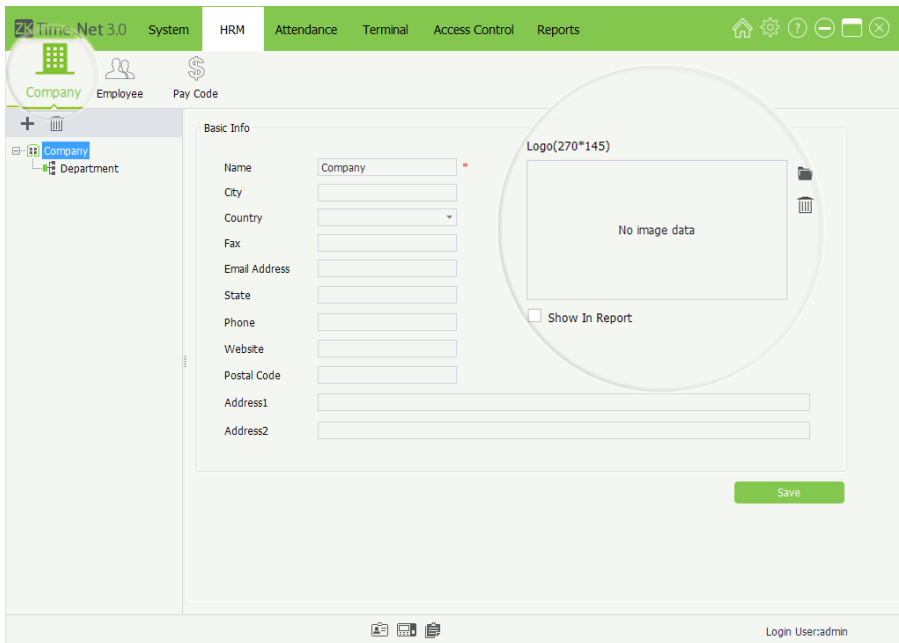 ZK Time.Net 3.0 System HRM Attendance Terminal Access Control Reports
Company Employee Pay Code
Company
Department
Basic Info
Name Company *
City
Country
Fax
Email Address
State
Phone
Website
Postal Code
Address1
Address2
Logo(270*145)
No image data
Show In Report
Save
Login User:admin